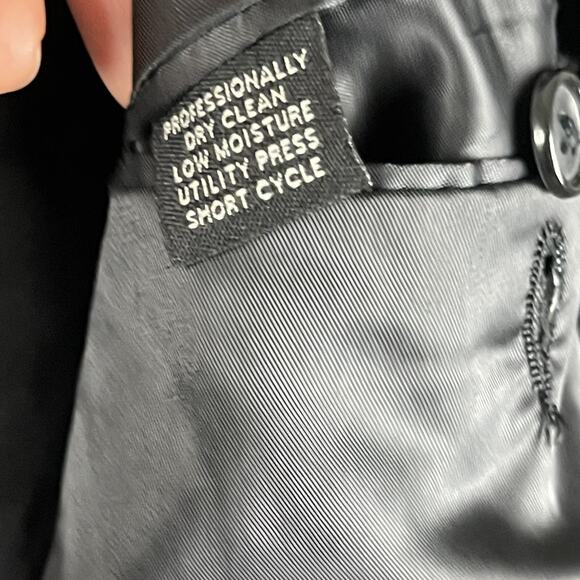 PROFESSIONALLY
DRY CLEAN
LOW MOISTURE
UTILITY PRESS
SHORT CYCLE